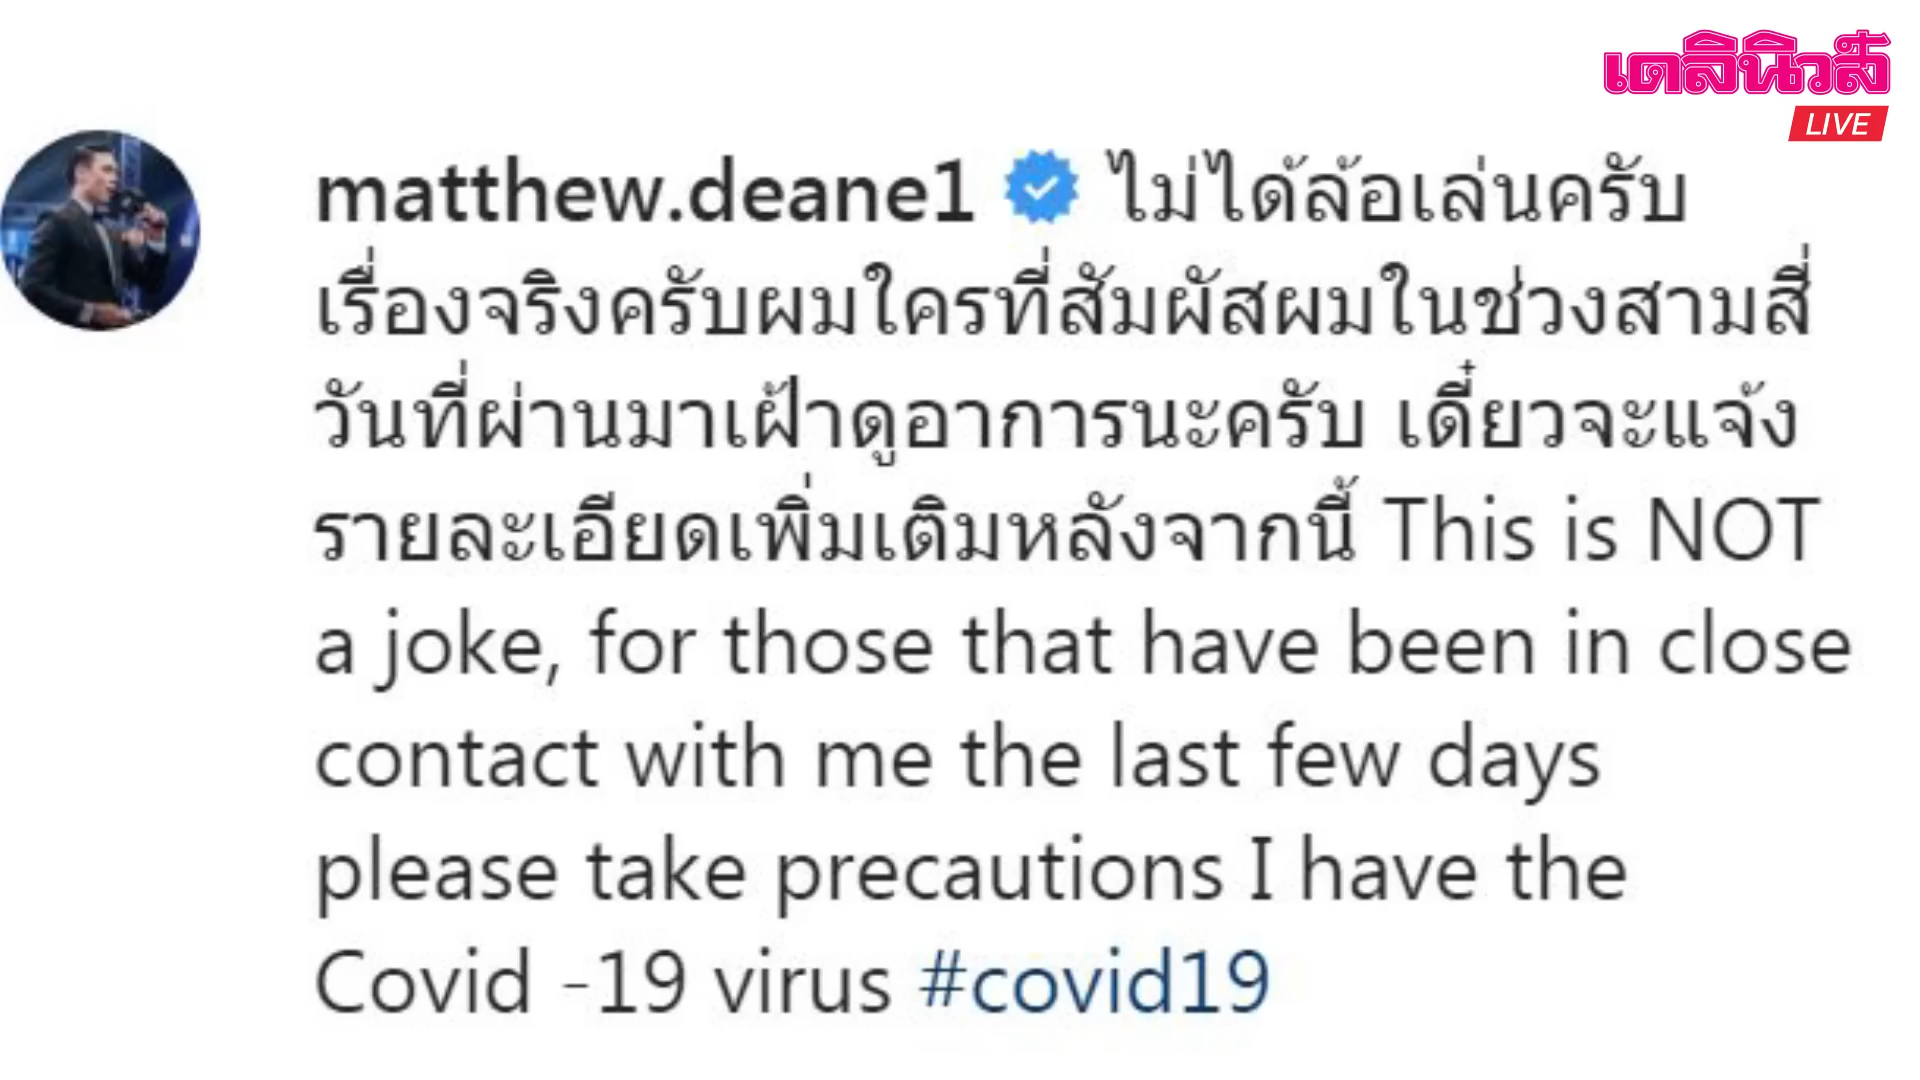 เดลินิวส์
LIVE
matthew.deane1 ไม่ได้ล้อเล่นครับ
เรื่องจริงครับผมใครที่สัมผัสผมในช่วงสามสี่
วันที่ผ่านมาเฝ้าดูอาการนะครับ เดี๋ยวจะแจ้ง
รายละเอียดเพิ่มเติมหลังจากนี้ This is NOT
a joke, for those that have been in close
contact with me the last few days
please take precautions I have the
Covid -19 virus #covid19